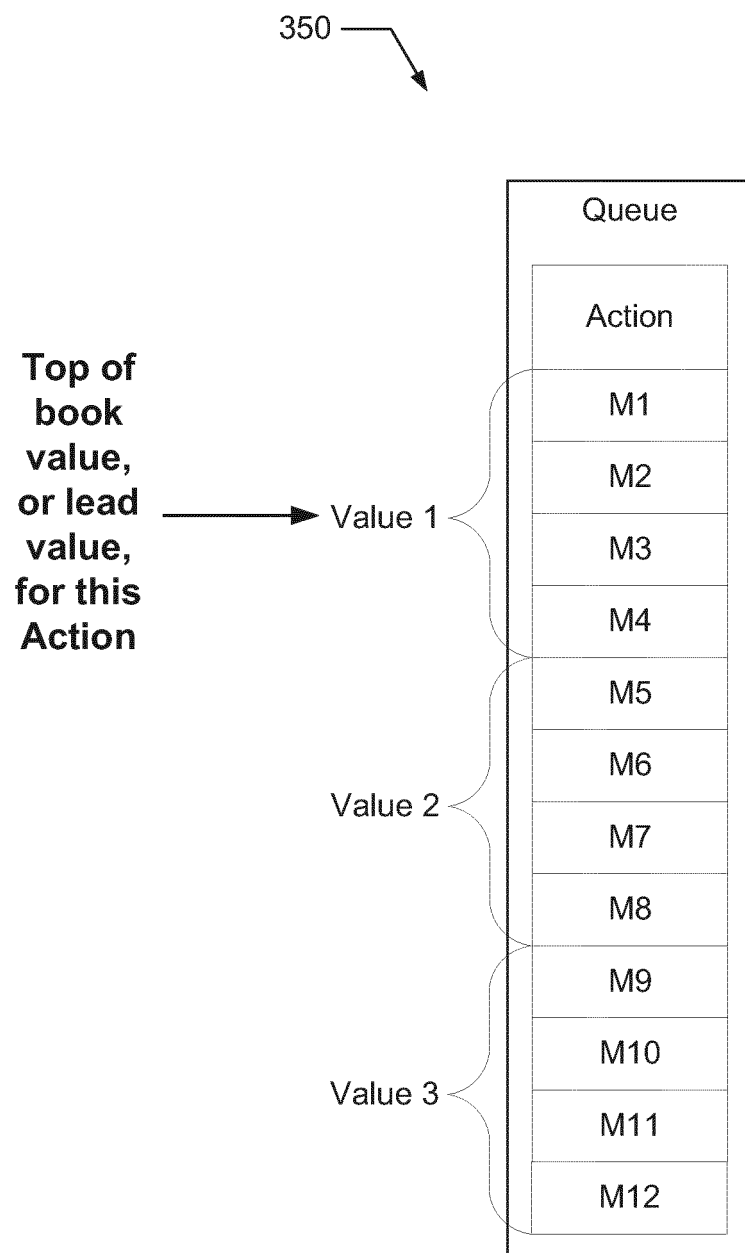 350
Queue
Action
Top of
book
value,
or lead
value,
for this
Action
Value 1
M1
M2
M3
M4
Value 2
M5
M6
M7
M8
Value 3
M9
M10
M11
M12